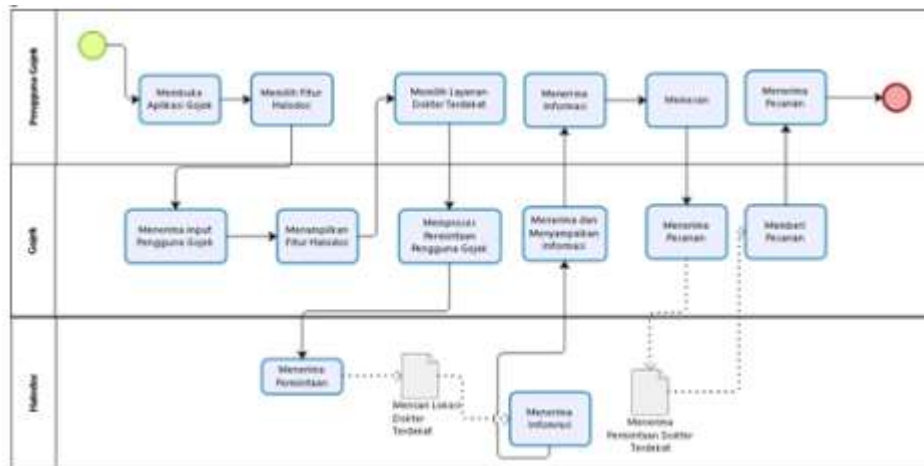 Pengguna Gojek
Membuka
Aplikasi Gojek
Memilih Fitur
Halodoc
Memilih Layanan
Dokter Terdekat
Menerima
Informasi
Memesan
Menerima
Pesanan
Gojek
Menerima Input
Pengguna Gojek
Menampilkan
Fitur Halodoc
Memproses
Permintaan
Pengguna Gojek
Menerima dan
Menyampaikan
Informasi
Menerima
Pesanan
Memberi
Pesanan
Halodoc
Menerima
Permintaan
Mencari Lokasi
Dokter
Terdekat
Menerima
Informasi
Menerima
Permintaan Dokter
Terdekat